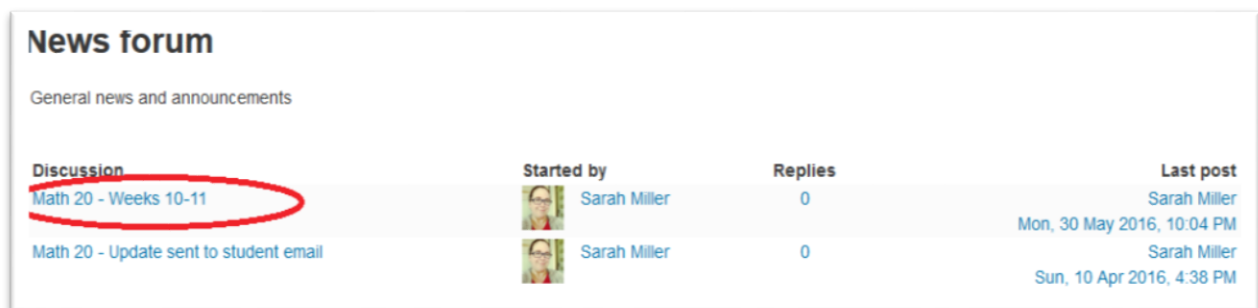 News forum
General news and announcements
Discussion Started by Replies Last post
Math 20 - Weeks 10-11 Sarah Miller 0 Sarah Miller
Mon, 30 May 2016, 10:04 PM
Math 20 - Update sent to student email Sarah Miller 0 Sarah Miller
Sun, 10 Apr 2016, 4:38 PM